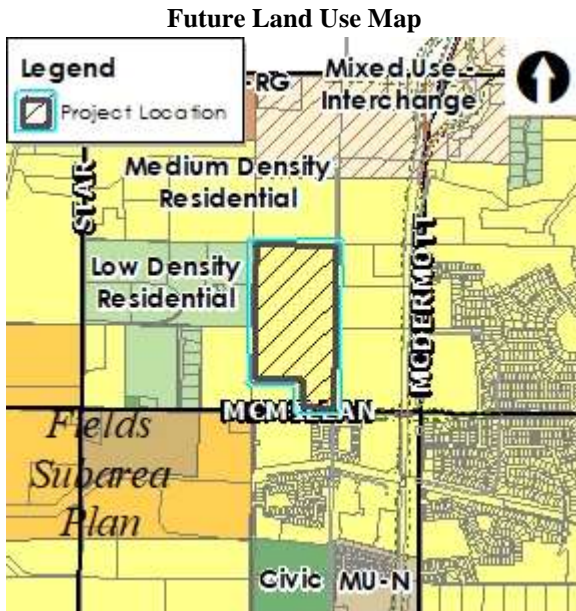 Future Land Use Map
Legend
Project Location
-RG
Mixed Use -
Interchange
Medium Density
Residential
STAR
Low Density
Residential
MCDERMOTT
MCMILLAN
Fields
Subarea
Plan
Civic
MU-N